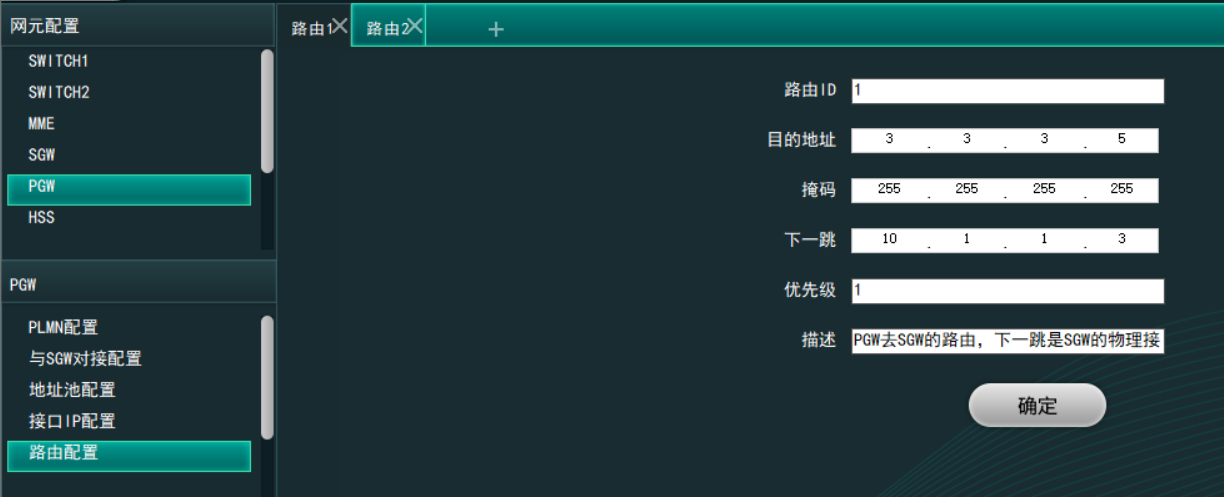 网元配置
SWITCH1
SWITCH2
MME
SGW
PGW
HSS
PGW
PLMN配置
与SGW对接配置
地址池配置
接口IP配置
路由配置
路由1
路由2
+
路由ID 1
目的地址 3 . 3 . 3 . 5
掩码 255 . 255 . 255 . 255
下一跳 10 . 1 . 1 . 3
优先级 1
描述 PGW去SGW的路由，下一跳是SGW的物理接
确定